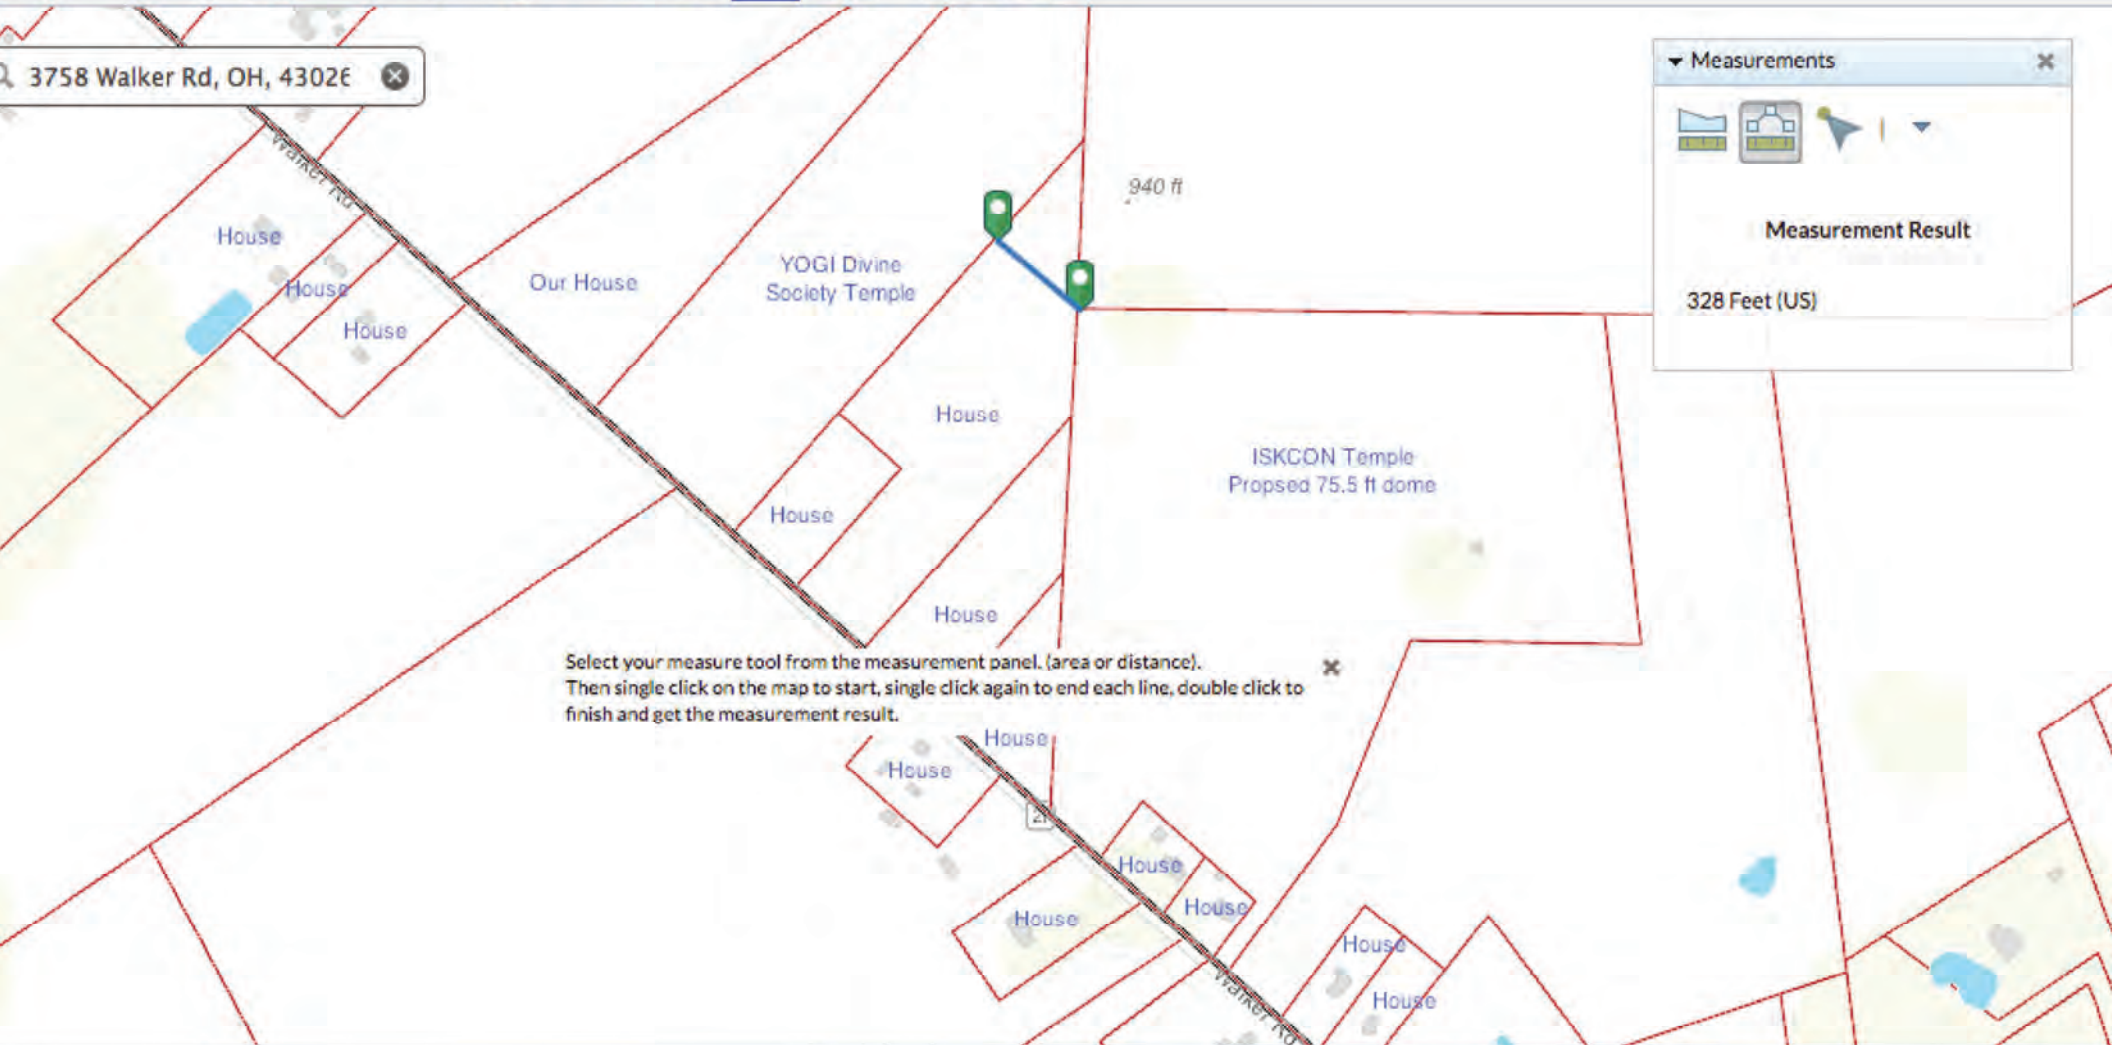 3758 Walker Rd, OH, 43026
Measurements
Walker Rd
940 ft
Measurement Result
House
YOGI Divine
Society Temple
Our House
House
328 Feet (US)
House
House
ISKCON Temple
Propsed 75.5 ft dome
House
House
Select your measure tool from the measurement panel. (area or distance).
Then single click on the map to start, single click again to end each line, double click to
finish and get the measurement result.
House
House
House
House
House
House
House
Walker Rd